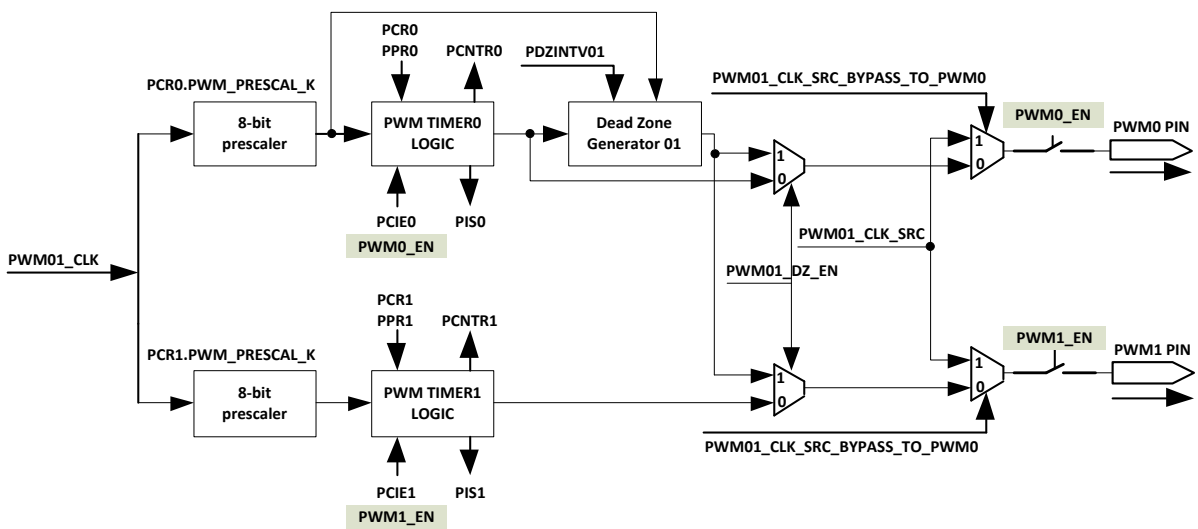 PCR0
PPR0
PCNTR0
PDZINTV01
PCR0.PWM_PRESCAL_K
PWM01_CLK_SRC_BYPASS_TO_PWM0
8-bit
prescaler
PWM TIMER0
LOGIC
Dead Zone
Generator 01
1
0
1
0
PWM0_EN
PWM0 PIN
PCIE0
PIS0
PWM0_EN
PWM01_CLK_SRC
PWM01_CLK
PWM01_DZ_EN
PCR1
PPR1
PCNTR1
PCR1.PWM_PRESCAL_K
8-bit
prescaler
PWM TIMER1
LOGIC
1
0
1
0
PWM1_EN
PWM1 PIN
PWM01_CLK_SRC_BYPASS_TO_PWM0
PCIE1
PIS1
PWM1_EN